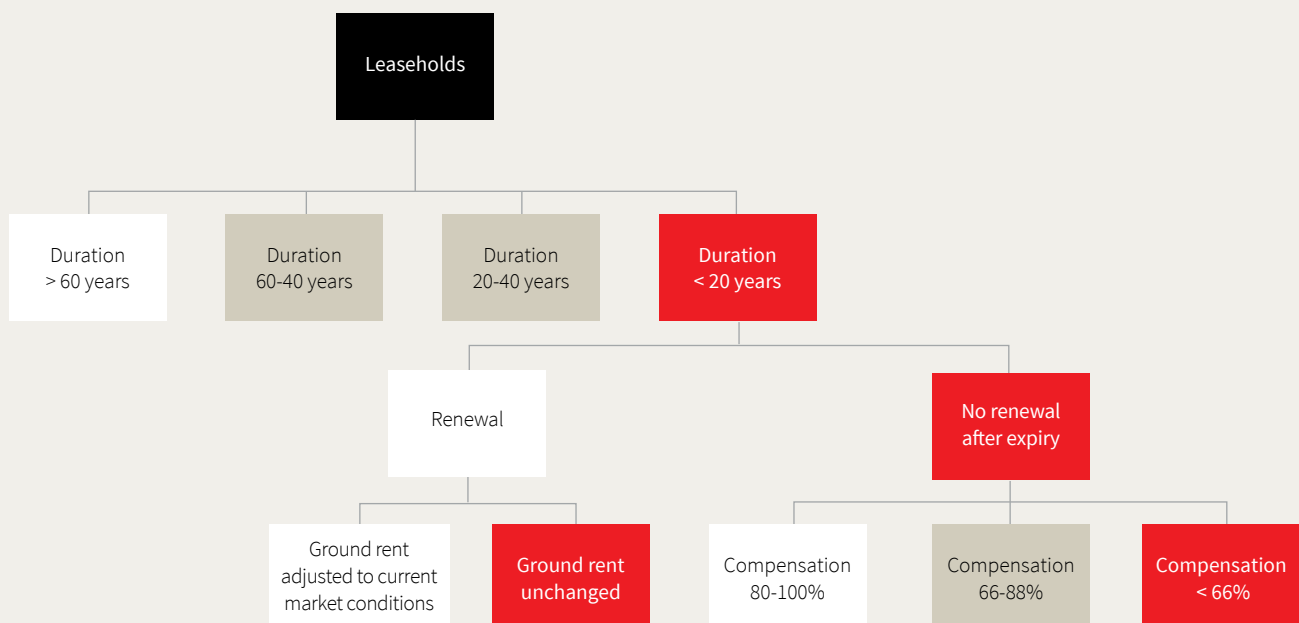 Leaseholds
Duration
> 60 years
Duration
60-40 years
Duration
20-40 years
Duration
< 20 years
Renewal
No renewal
after expiry
Ground rent
adjusted to current
market conditions
Ground rent
unchanged
Compensation
80-100%
Compensation
66-88%
Compensation
< 66%